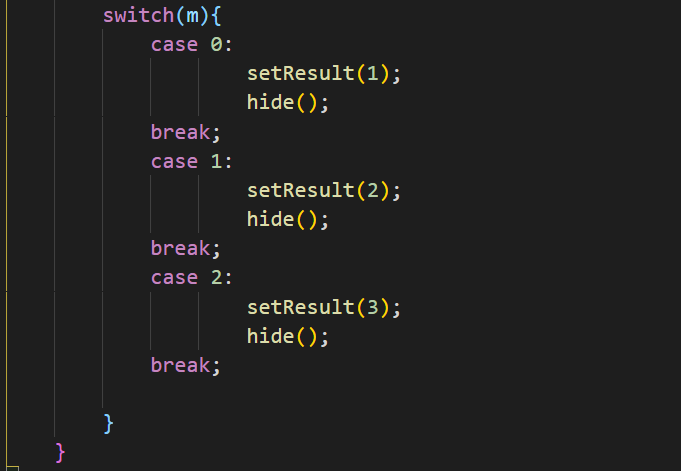 switch(m){
case 0:
setResult(1);
hide();
break;
case 1:
setResult(2);
hide();
break;
case 2:
setResult(3);
hide();
break;
}
}